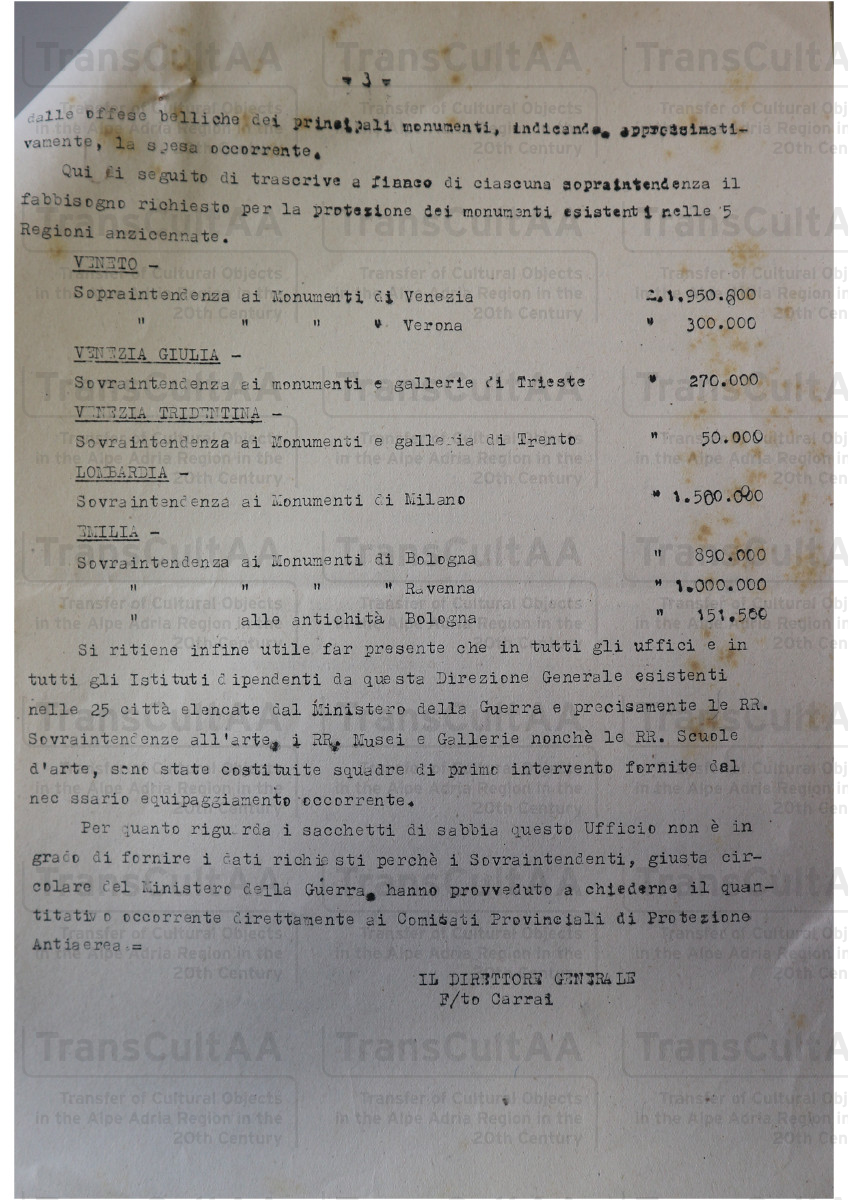 - 3 -
dalle offese belliche dei principali monumenti, indicando, approssimati-
vamente, la spesa occorrente.
Qui di seguito di trascrive a fianco di ciascuna sopraintendenza il
fabbisogno richiesto per la protezione dei monumenti esistenti nelle 5
Regioni anzicennate.
VENETO -
Sopraintendenza ai Monumenti di Venezia £.1.950.800
" " " " Verona " 300.000
VENEZIA GIULIA -
Sovraintendenza ai monumenti e gallerie di Trieste " 270.000
VENEZIA TRIDENTINA -
Sovraintendenza ai Monumenti e galleria di Trento " 50.000
LOMBARDIA -
Sovraintendenza ai Monumenti di Milano " 1.500.000
EMILIA -
Sovraintendenza ai Monumenti di Bologna " 890.000
" " " " Ravenna " 1.000.000
" alle antichità Bologna " 151.500
Si ritiene infine utile far presente che in tutti gli uffici e in
tutti gli Istituti dipendenti da questa Direzione Generale esistenti
nelle 25 città elencate dal Ministero della Guerra e precisamente le RR.
Sovraintendenze all'arte, i RR. Musei e Gallerie nonchè le RR. Scuole
d'arte, sono state costituite squadre di primo intervento fornite del
nec ssario equipaggiamento occorrente.
Per quanto rigu rda i sacchetti di sabbia questo Ufficio non è in
grado di fornire i dati richiesti perchè i Sovraintendenti, giusta cir-
colare del Ministero della Guerra, hanno provveduto a chiederne il quan-
titativo occorrente direttamente ai Comitati Provinciali di Protezione
Antiaerea.=
IL DIRETTORE GENERALE
F/to Carrai
TransCultAA
Transfer of Cultural Objects
in the Alpe Adria Region in the
20th Century